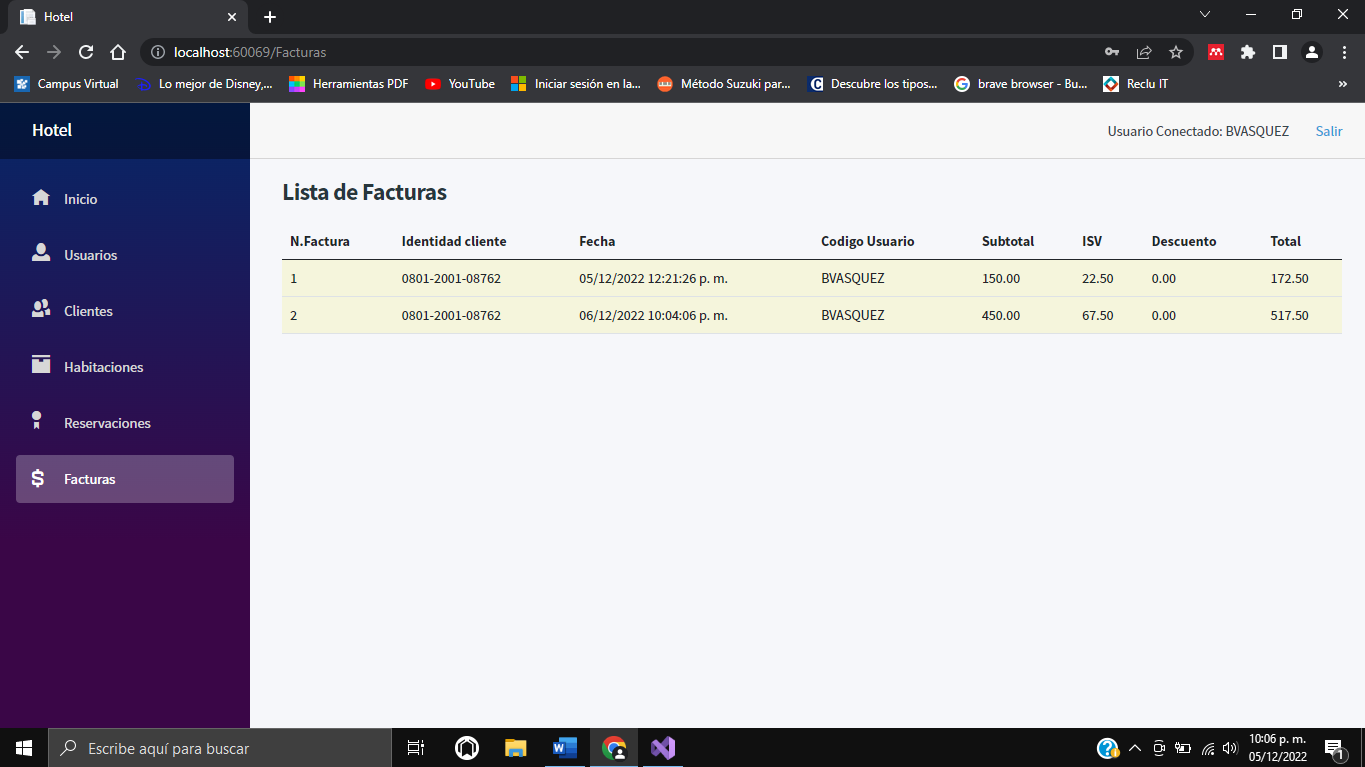 Hotel
localhost:60069/Facturas
Campus Virtual Lo mejor de Disney,... Herramientas PDF YouTube Iniciar sesión en la... Método Suzuki par... Descubre los tipos... brave browser - Bu... Reclu IT »
Hotel
Usuario Conectado: BVASQUEZ Salir
Inicio
Usuarios
Clientes
Habitaciones
Reservaciones
Facturas
Lista de Facturas
N.Factura Identidad cliente Fecha Codigo Usuario Subtotal ISV Descuento Total
1 0801-2001-08762 05/12/2022 12:21:26 p. m. BVASQUEZ 150.00 22.50 0.00 172.50
2 0801-2001-08762 06/12/2022 10:04:06 p. m. BVASQUEZ 450.00 67.50 0.00 517.50
Escribe aquí para buscar
10:06 p. m.
05/12/2022
1